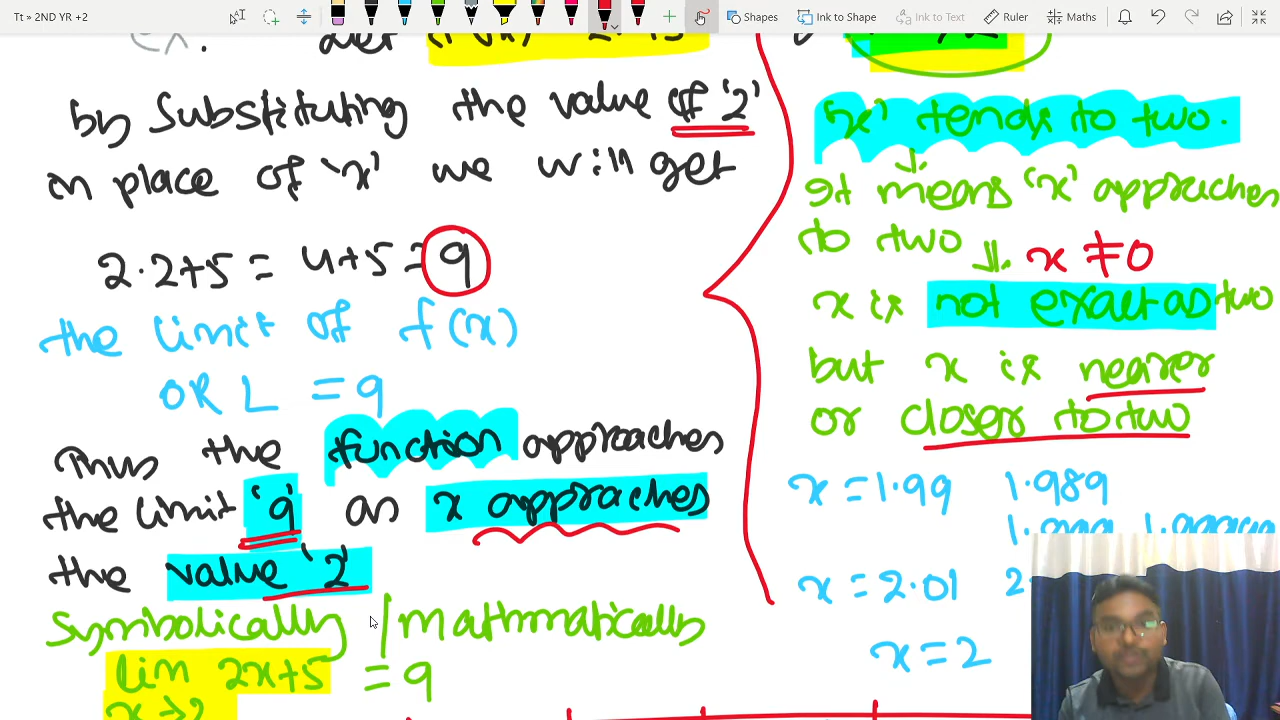 Tt » 2ND YR +2
Shapes
Ink to Shape
Ink to Text
Ruler
Maths
ex. Let
by substituting the value of '2'
in place of 'x' we will get
2·2+5 = 4+5 = 9
the limit of f(x)
OR L = 9
Thus the function approaches
the limit '9' as x approaches
the value '2'
Symbolically / mathmatically
lim 2x+5 = 9
x→2
'x' tends to two.
It means 'x' approaches
to two x ≠ 0
x is not exact as two
but x is nearer
or closer to two
x = 1.99 1.989
x = 2.01
x = 2